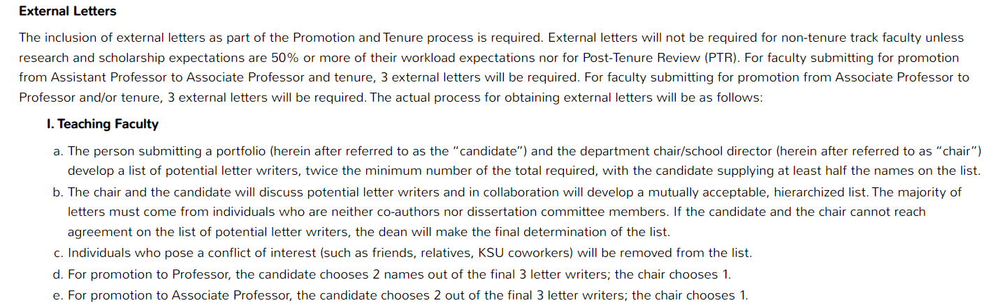 External Letters
The inclusion of external letters as part of the Promotion and Tenure process is required. External letters will not be required for non-tenure track faculty unless
research and scholarship expectations are 50% or more of their workload expectations nor for Post-Tenure Review (PTR). For faculty submitting for promotion
from Assistant Professor to Associate Professor and tenure, 3 external letters will be required. For faculty submitting for promotion from Associate Professor to
Professor and/or tenure, 3 external letters will be required. The actual process for obtaining external letters will be as follows:
I. Teaching Faculty
a. The person submitting a portfolio (herein after referred to as the “candidate”) and the department chair/school director (herein after referred to as “chair”)
develop a list of potential letter writers, twice the minimum number of the total required, with the candidate supplying at least half the names on the list.
b. The chair and the candidate will discuss potential letter writers and in collaboration will develop a mutually acceptable, hierarchized list. The majority of
letters must come from individuals who are neither co-authors nor dissertation committee members. If the candidate and the chair cannot reach
agreement on the list of potential letter writers, the dean will make the final determination of the list.
c. Individuals who pose a conflict of interest (such as friends, relatives, KSU coworkers) will be removed from the list.
d. For promotion to Professor, the candidate chooses 2 names out of the final 3 letter writers; the chair chooses 1.
e. For promotion to Associate Professor, the candidate chooses 2 out of the final 3 letter writers; the chair chooses 1.